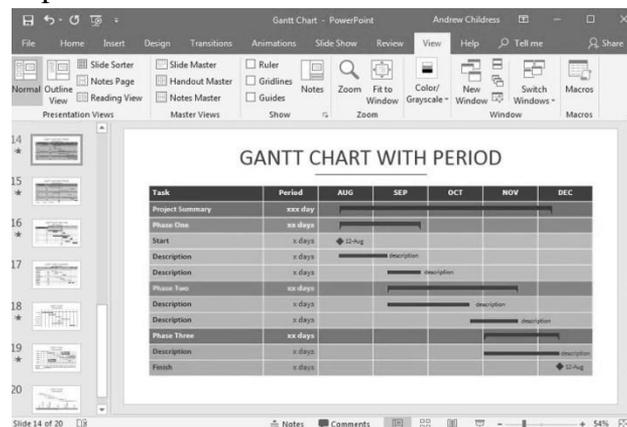 Gantt Chart - PowerPoint
Andrew Childress
File Home Insert Design Transitions Animations Slide Show Review View Help Tell me Share
Normal
Outline View
Slide Sorter
Notes Page
Reading View
Presentation Views
Slide Master
Handout Master
Notes Master
Master Views
Ruler
Gridlines
Guides
Notes
Show
Zoom
Fit to Window
Zoom
Color/ Grayscale
New Window
Switch Windows
Window
Macros
Macros
14
15
16
17
18
19
20
GANTT CHART WITH PERIOD
Task Period AUG SEP OCT NOV DEC
Project Summary xxx day
Phase One xx days
Start x days 12-Aug
Description x days description
Description x days description
Phase Two xx days
Description x days description
Description x days description
Phase Three xx days
Description x days description
Finish x days 12-Aug
Slide 14 of 20 Notes Comments 54%